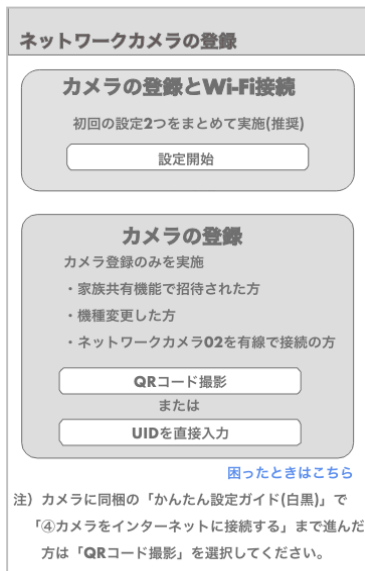 ネットワークカメラの登録
カメラの登録とWi-Fi接続
初回の設定2つをまとめて実施(推奨)
設定開始
カメラの登録
カメラ登録のみを実施
・家族共有機能で招待された方
・機種変更した方
・ネットワークカメラ02を有線で接続の方
QRコード撮影
または
UIDを直接入力
困ったときはこちら
注）カメラに同梱の「かんたん設定ガイド(白黒)」で
「④カメラをインターネットに接続する」まで進んだ
方は「QRコード撮影」を選択してください。